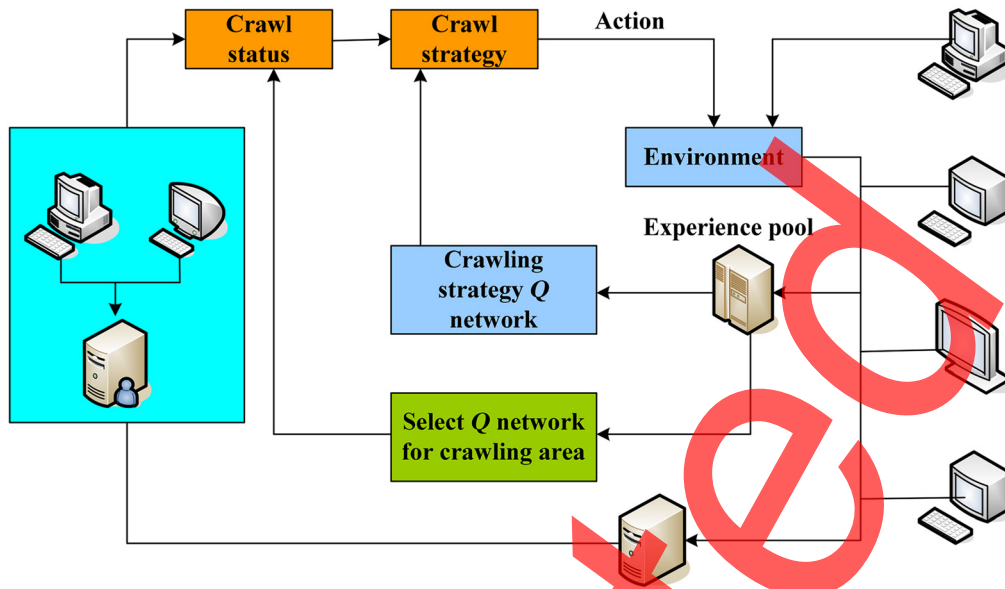 Crawl
status
Crawl
strategy
Action
Environment
Experience pool
Crawling
strategy Q
network
Select Q network
for crawling area